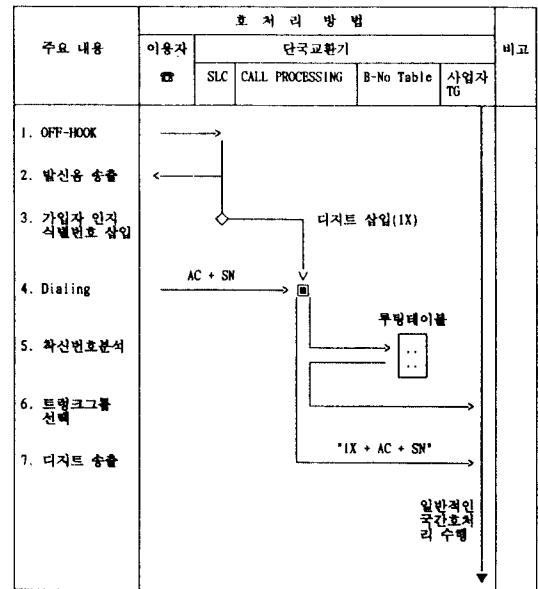 호 처 리 방 법
주요 내용
이용자
단국교환기
비고
☎
SLC
CALL PROCESSING
B-No Table
사업자
TG
1. OFF-HOOK
2. 발신음 송출
3. 가입자 인지
식별번호 삽입
디지트 삽입(1X)
AC + SN
4. Dialing
루팅테이블
5. 착신번호분석
6. 트렁크그룹
선택
"1X + AC + SN"
7. 디지트 송출
일반적인
국간호처
리 수행